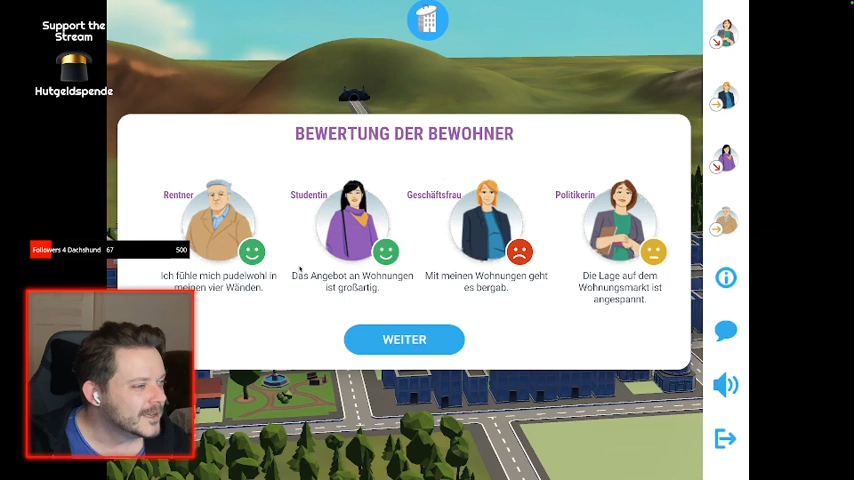 Support the
Stream
Hutgeldspende
BEWERTUNG DER BEWOHNER
Rentner
Studentin
Geschäftsfrau
Politikerin
Followers 4 Dachshund 67 500
Ich fühle mich pudelwohl in
meinen vier Wänden.
Das Angebot an Wohnungen
ist großartig.
Mit meinen Wohnungen geht
es bergab.
Die Lage auf dem
Wohnungsmarkt ist
angespannt.
WEITER